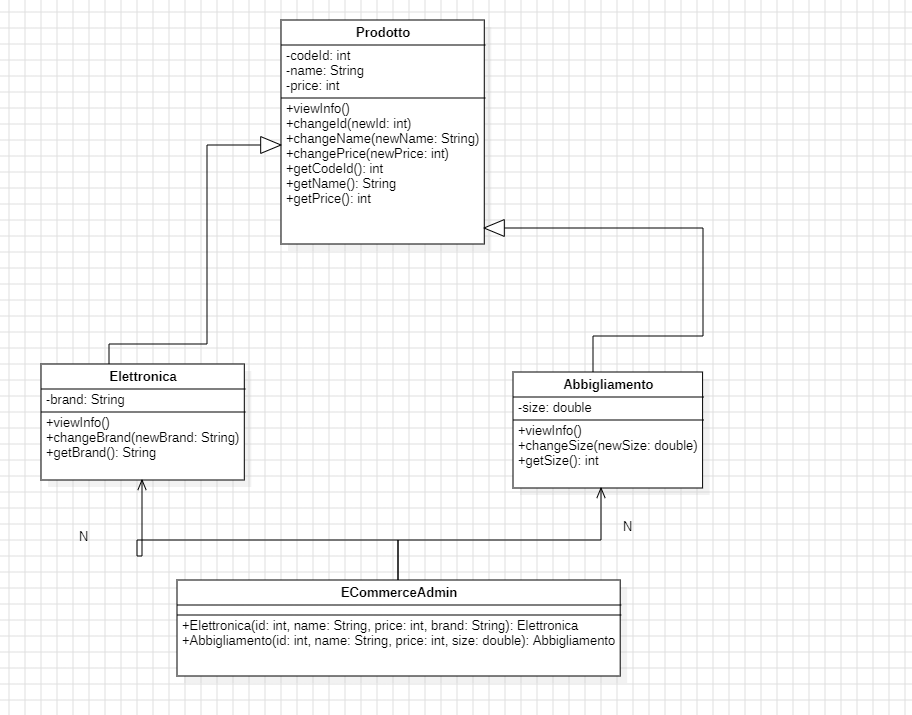 Prodotto
-codeId: int
-name: String
-price: int
+viewInfo()
+changeId(newId: int)
+changeName(newName: String)
+changePrice(newPrice: int)
+getCodeId(): int
+getName(): String
+getPrice(): int
Elettronica
-brand: String
+viewInfo()
+changeBrand(newBrand: String)
+getBrand(): String
Abbigliamento
-size: double
+viewInfo()
+changeSize(newSize: double)
+getSize(): int
N
N
ECommerceAdmin
+Elettronica(id: int, name: String, price: int, brand: String): Elettronica
+Abbigliamento(id: int, name: String, price: int, size: double): Abbigliamento